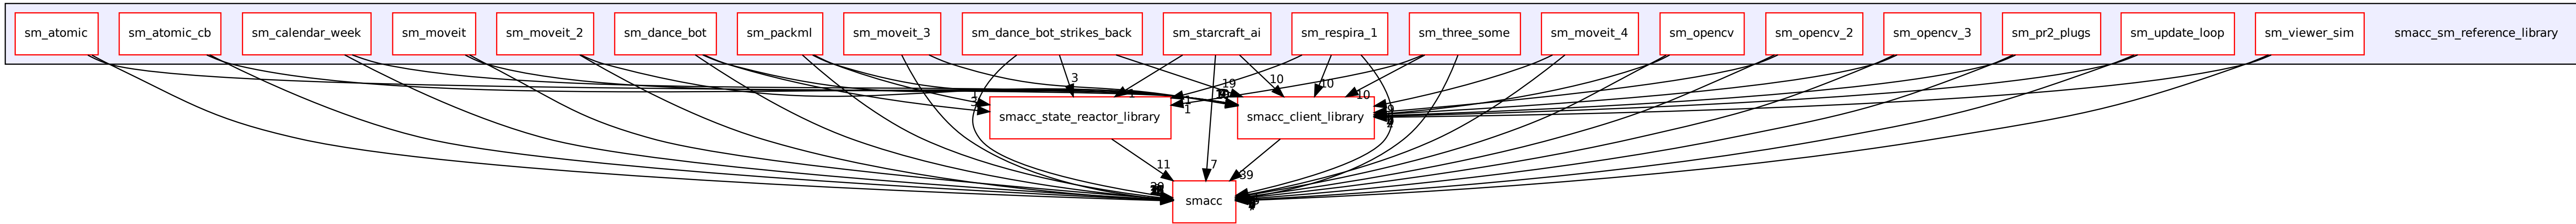 sm_atomic
sm_atomic_cb
sm_calendar_week
sm_moveit
sm_moveit_2
sm_dance_bot
sm_packml
sm_moveit_3
sm_dance_bot_strikes_back
sm_starcraft_ai
sm_respira_1
sm_three_some
sm_moveit_4
sm_opencv
sm_opencv_2
sm_opencv_3
sm_pr2_plugs
sm_update_loop
sm_viewer_sim
smacc_sm_reference_library
3
19
10
10
10
1
smacc_state_reactor_library
smacc_client_library
11
7
39
smacc